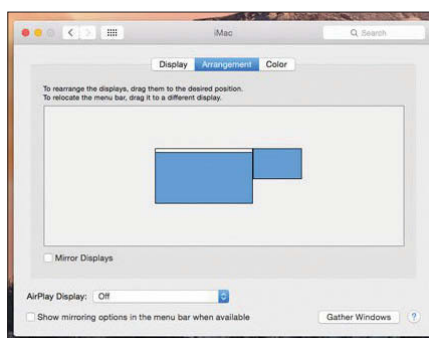 iMac
Search
Display Arrangement Color
To rearrange the displays, drag them to the desired position.
To relocate the menu bar, drag it to a different display.
Mirror Displays
AirPlay Display: Off
Show mirroring options in the menu bar when available
Gather Windows ?